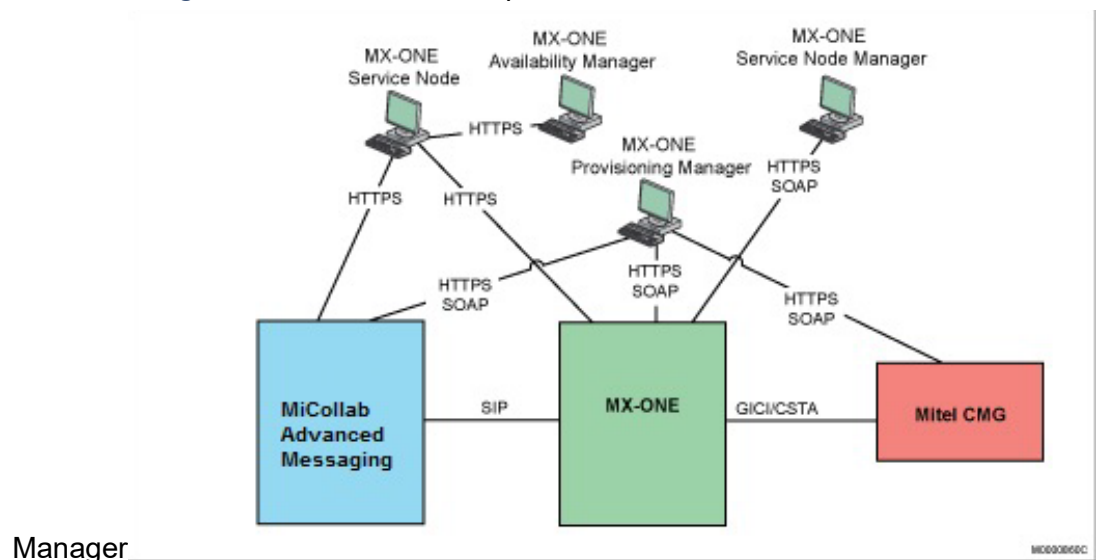 MX-ONE
Service Node
MX-ONE
Availability Manager
MX-ONE
Service Node Manager
HTTPS
MX-ONE
Provisioning Manager
HTTPS
SOAP
HTTPS
HTTPS
HTTPS
SOAP
HTTPS
SOAP
HTTPS
SOAP
MiCollab
Advanced
Messaging
SIP
MX-ONE
GICI/CSTA
Mitel CMG
Manager